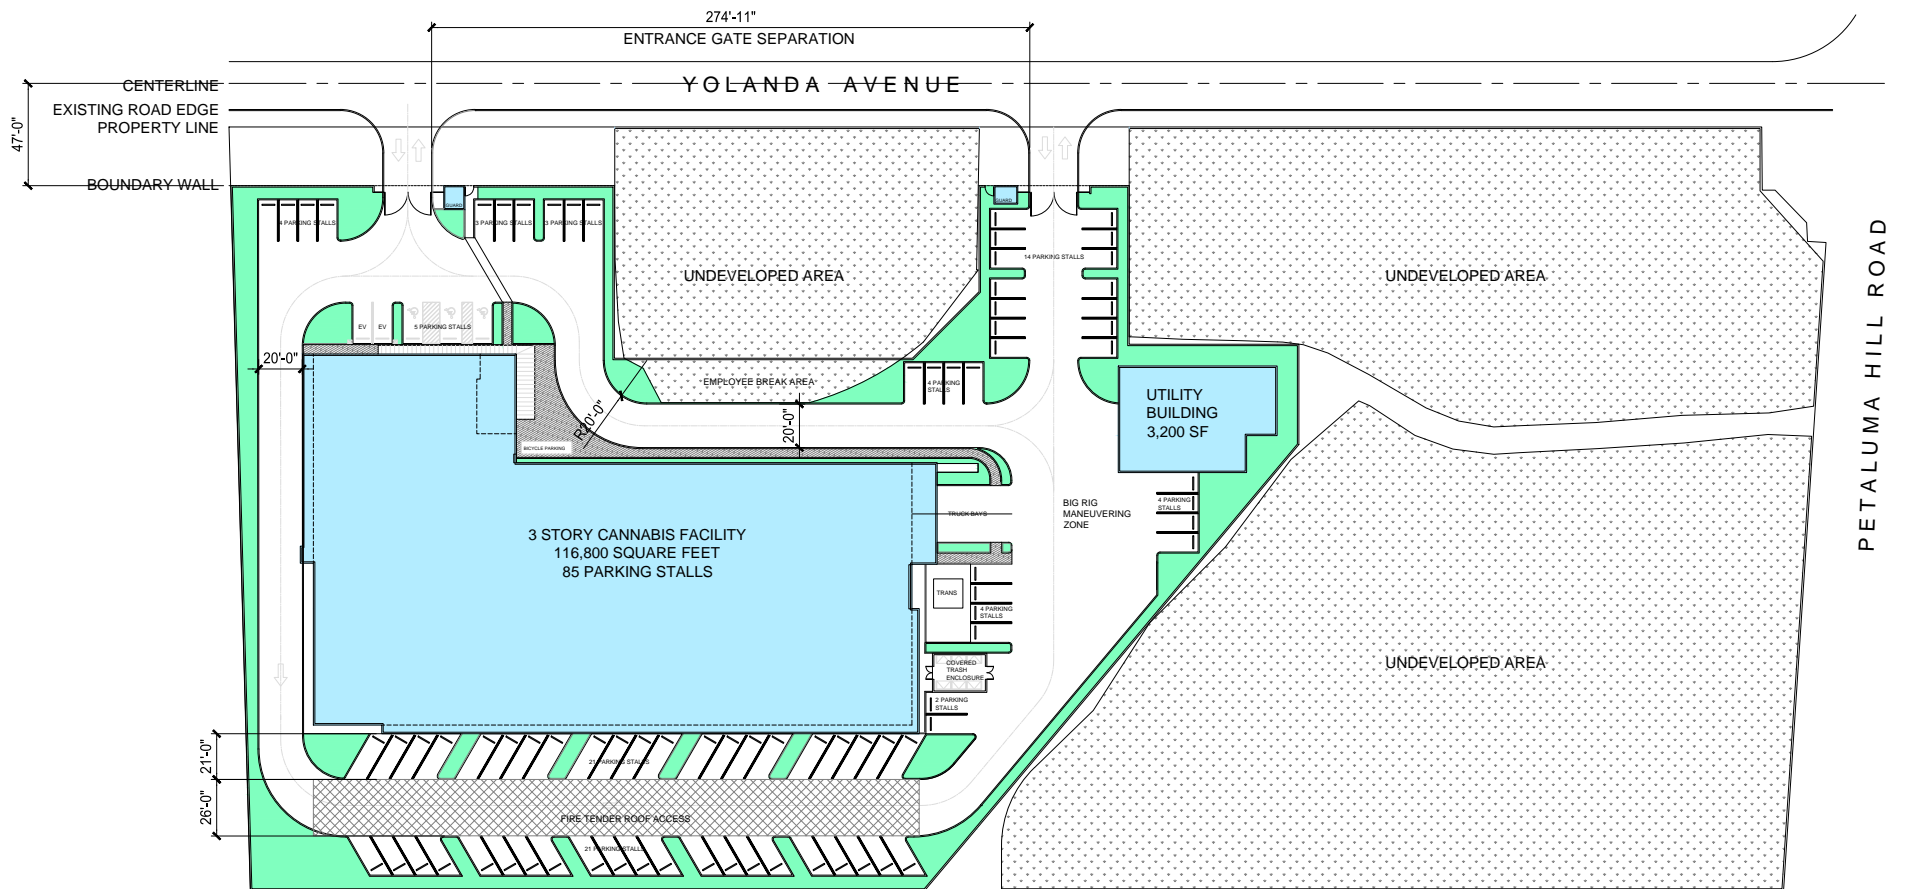 274'-11"
ENTRANCE GATE SEPARATION
YOLANDA AVENUE
CENTERLINE
EXISTING ROAD EDGE
PROPERTY LINE
47'-0"
BOUNDARY WALL
GUARD
GUARD
4 PARKING STALLS
3 PARKING STALLS
3 PARKING STALLS
14 PARKING STALLS
UNDEVELOPED AREA
UNDEVELOPED AREA
PETALUMA HILL ROAD
EV
EV
5 PARKING STALLS
20'-0"
EMPLOYEE BREAK AREA
4 PARKING
STALLS
R20'-0"
20'-0"
UTILITY
BUILDING
3,200 SF
BICYCLE PARKING
TRUCK BAYS
BIG RIG
MANEUVERING
ZONE
4 PARKING
STALLS
3 STORY CANNABIS FACILITY
116,800 SQUARE FEET
85 PARKING STALLS
TRANS
4 PARKING
STALLS
COVERED
TRASH
ENCLOSURE
2 PARKING
STALLS
UNDEVELOPED AREA
21'-0"
21 PARKING STALLS
26'-0"
FIRE TENDER ROOF ACCESS
21 PARKING STALLS